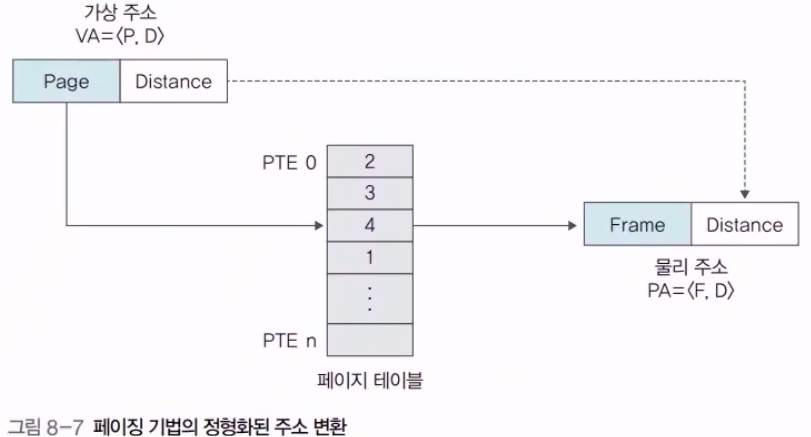 가상 주소
VA=⟨P, D⟩
Page Distance
PTE 0 2
3
4
1
⋮
PTE n
페이지 테이블
Frame Distance
물리 주소
PA=⟨F, D⟩
그림 8-7 페이징 기법의 정형화된 주소 변환